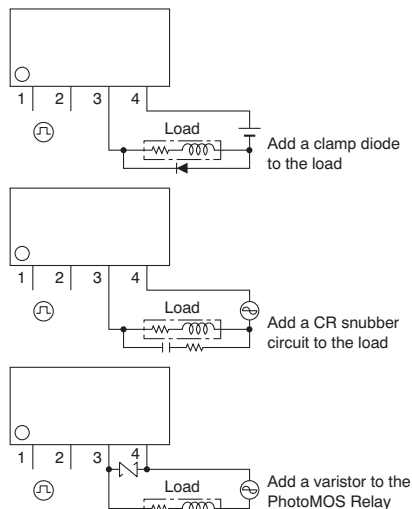 1 2 3 4
Load
Add a clamp diode
to the load
1 2 3 4
Load
Add a CR snubber
circuit to the load
1 2 3 4
Load
Add a varistor to the
PhotoMOS Relay